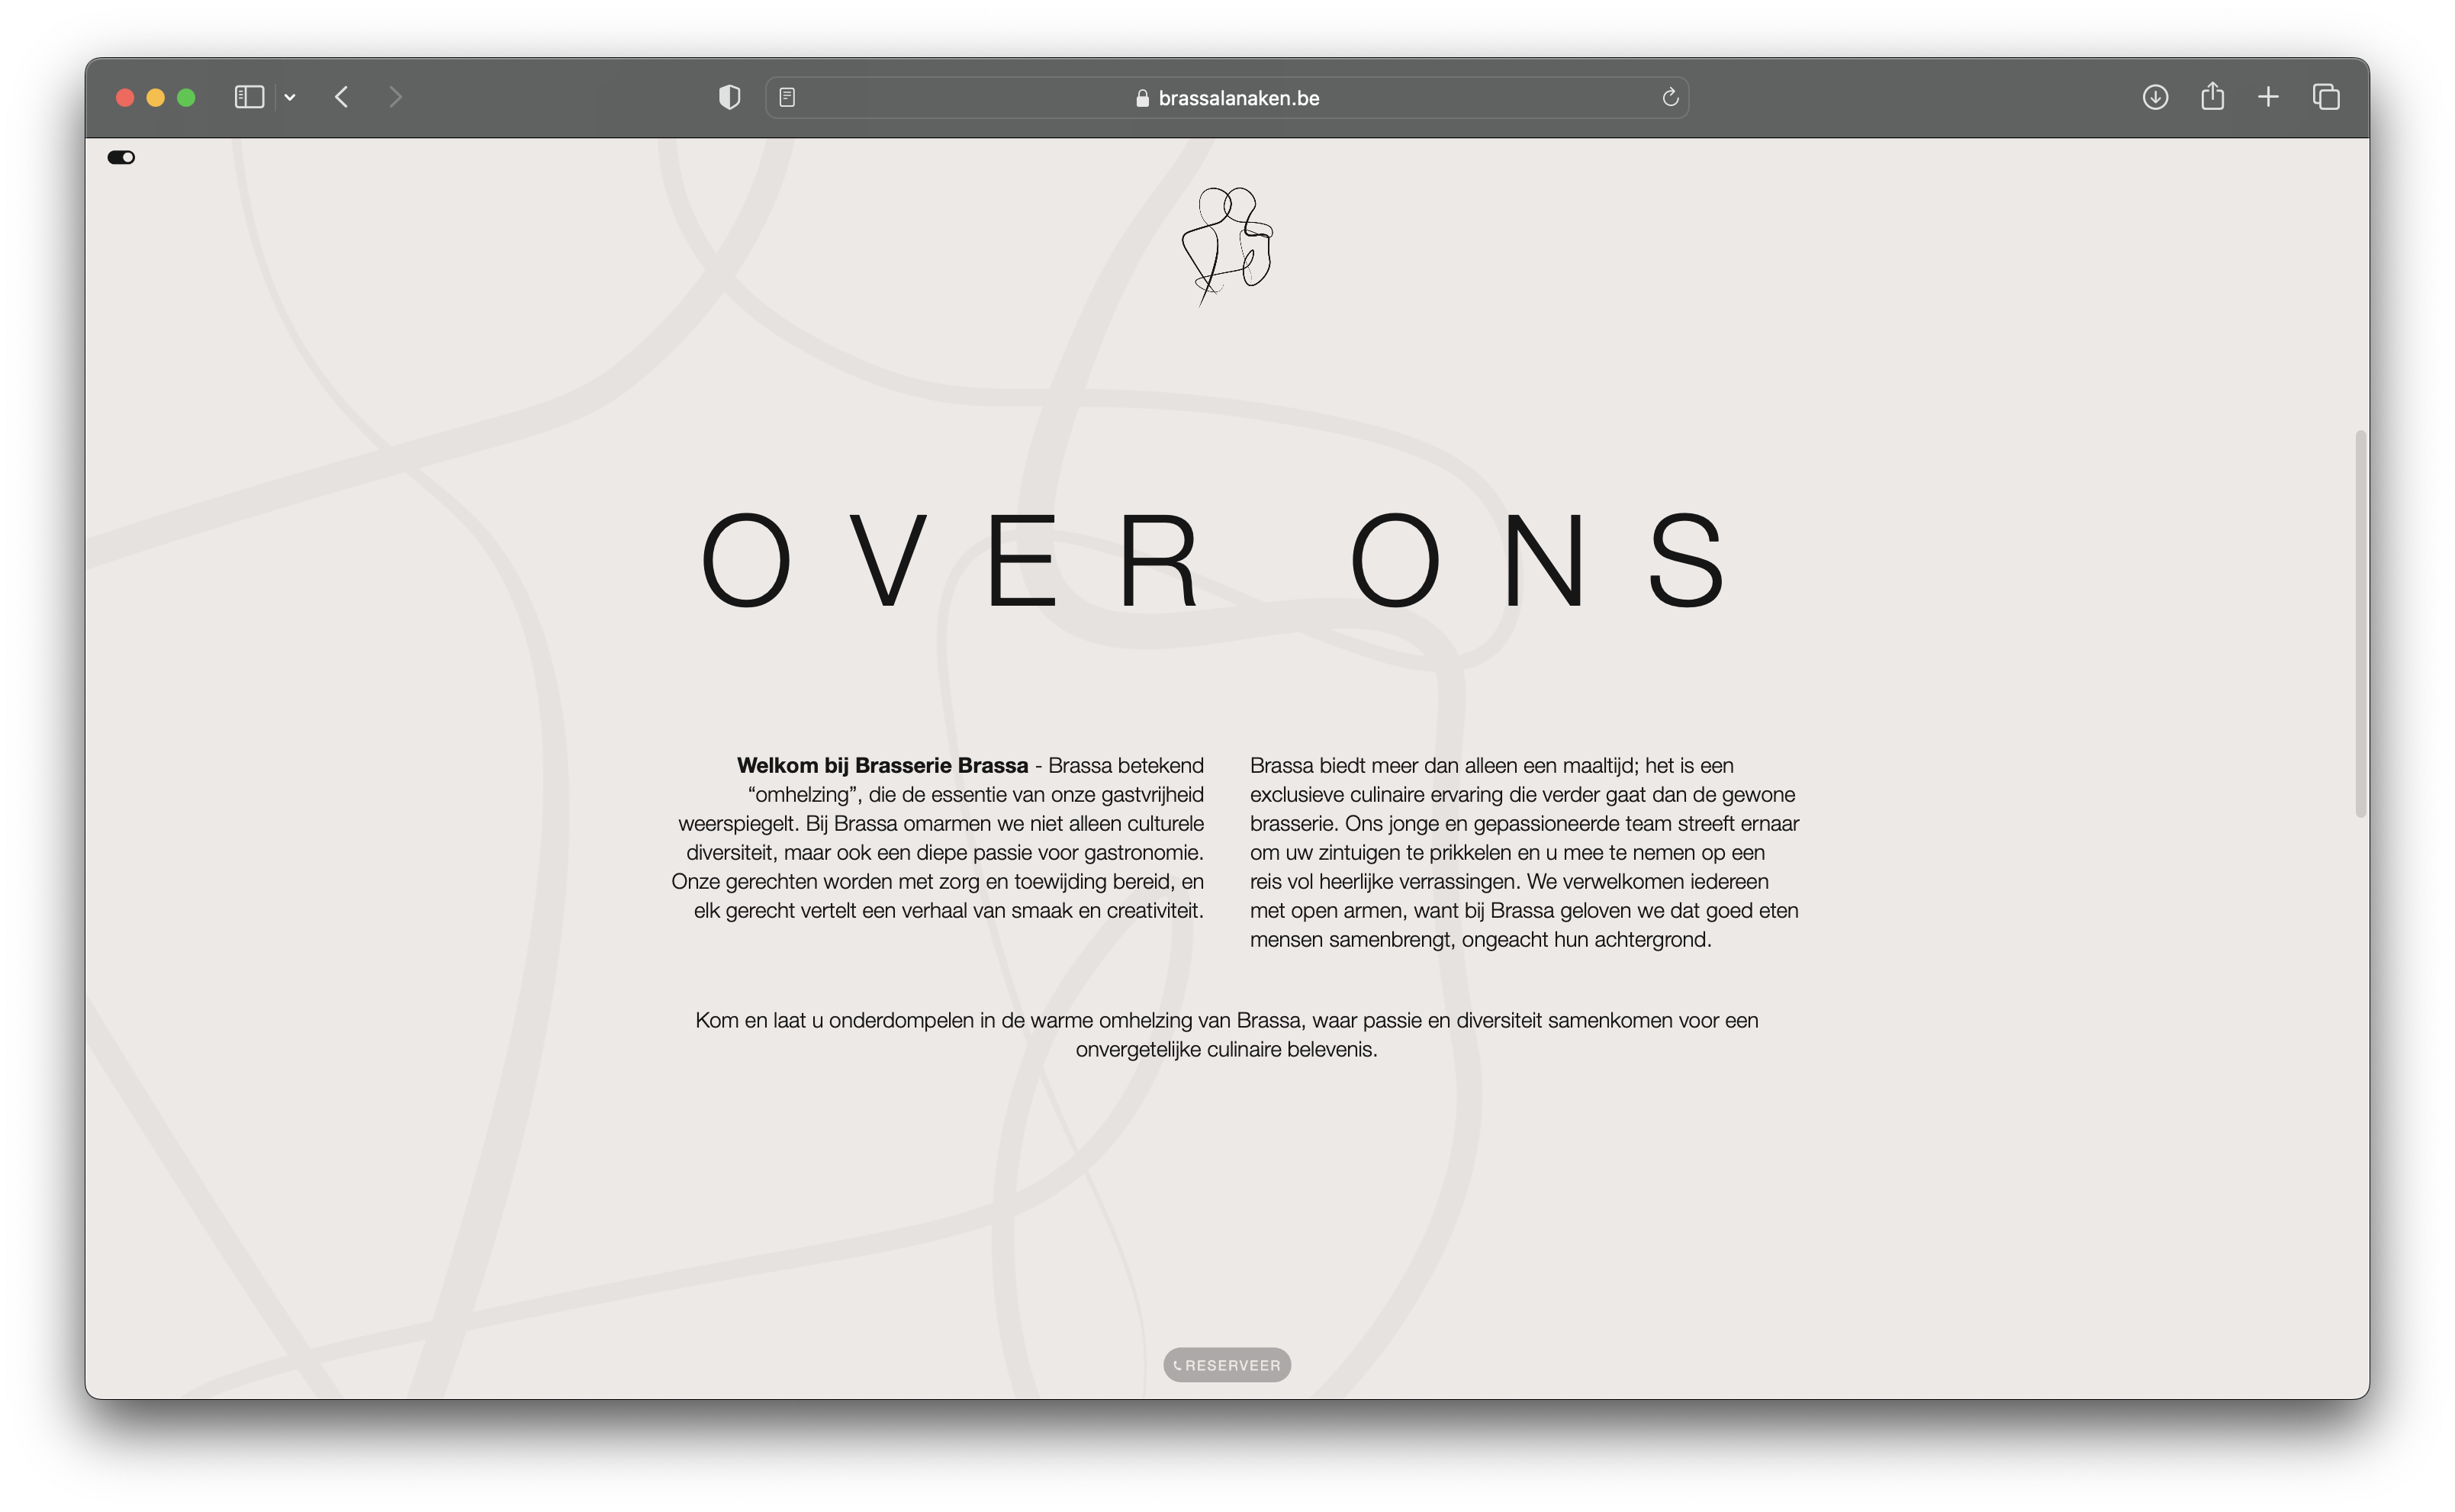 brassalanaken.be
OVER ONS
Welkom bij Brasserie Brassa - Brassa betekend
“omhelzing”, die de essentie van onze gastvrijheid
weerspiegelt. Bij Brassa omarmen we niet alleen culturele
diversiteit, maar ook een diepe passie voor gastronomie.
Onze gerechten worden met zorg en toewijding bereid, en
elk gerecht vertelt een verhaal van smaak en creativiteit.
Brassa biedt meer dan alleen een maaltijd; het is een
exclusieve culinaire ervaring die verder gaat dan de gewone
brasserie. Ons jonge en gepassioneerde team streeft ernaar
om uw zintuigen te prikkelen en u mee te nemen op een
reis vol heerlijke verrassingen. We verwelkomen iedereen
met open armen, want bij Brassa geloven we dat goed eten
mensen samenbrengt, ongeacht hun achtergrond.
Kom en laat u onderdompelen in de warme omhelzing van Brassa, waar passie en diversiteit samenkomen voor een
onvergetelijke culinaire belevenis.
RESERVEER